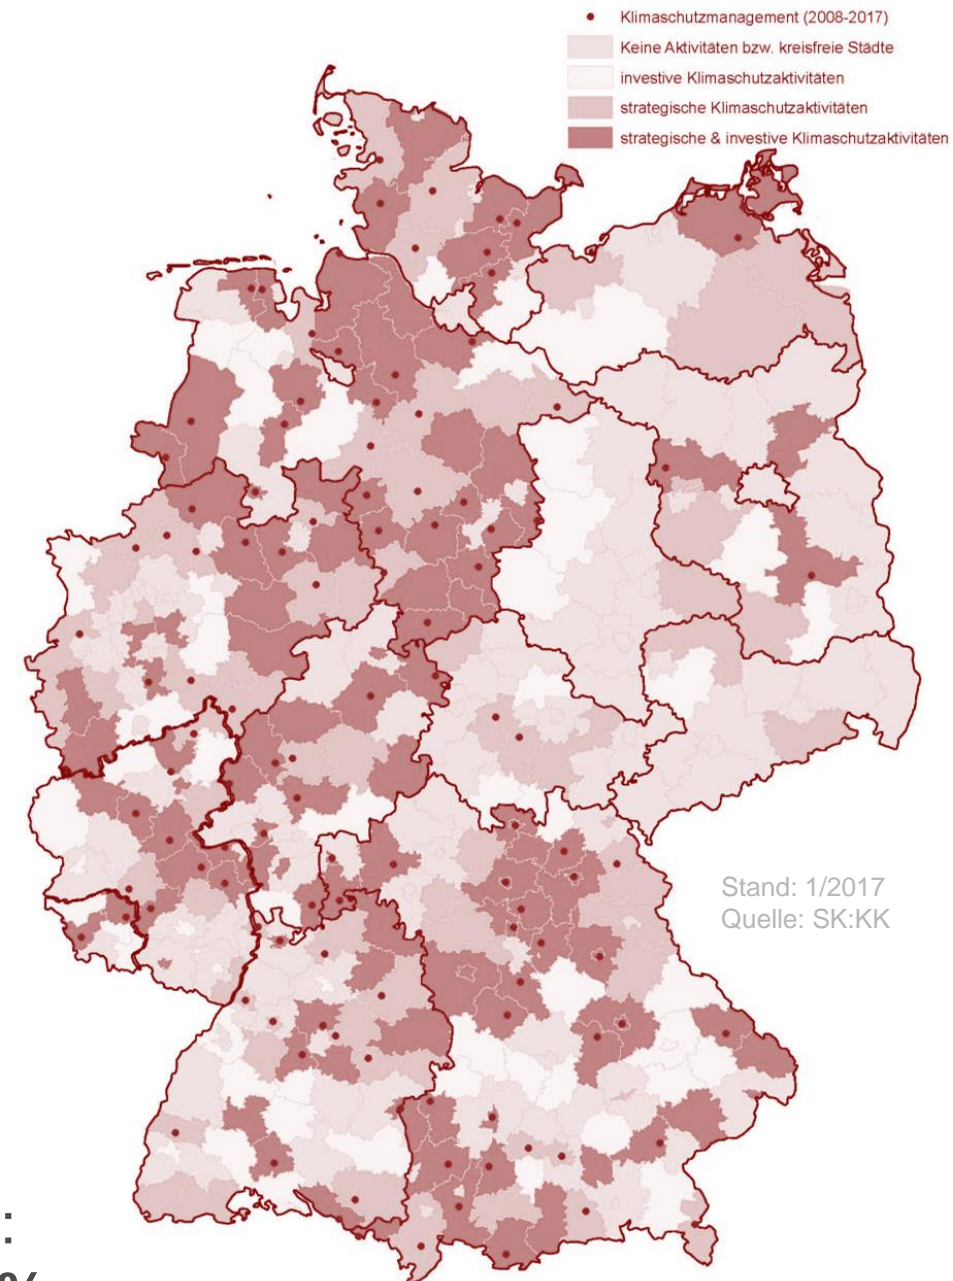 Klimaschutzmanagement (2008-2017)
Keine Aktivitäten bzw. kreisfreie Städte
investive Klimaschutzaktivitäten
strategische Klimaschutzaktivitäten
strategische & investive Klimaschutzaktivitäten
Stand: 1/2017
Quelle: SK:KK
: